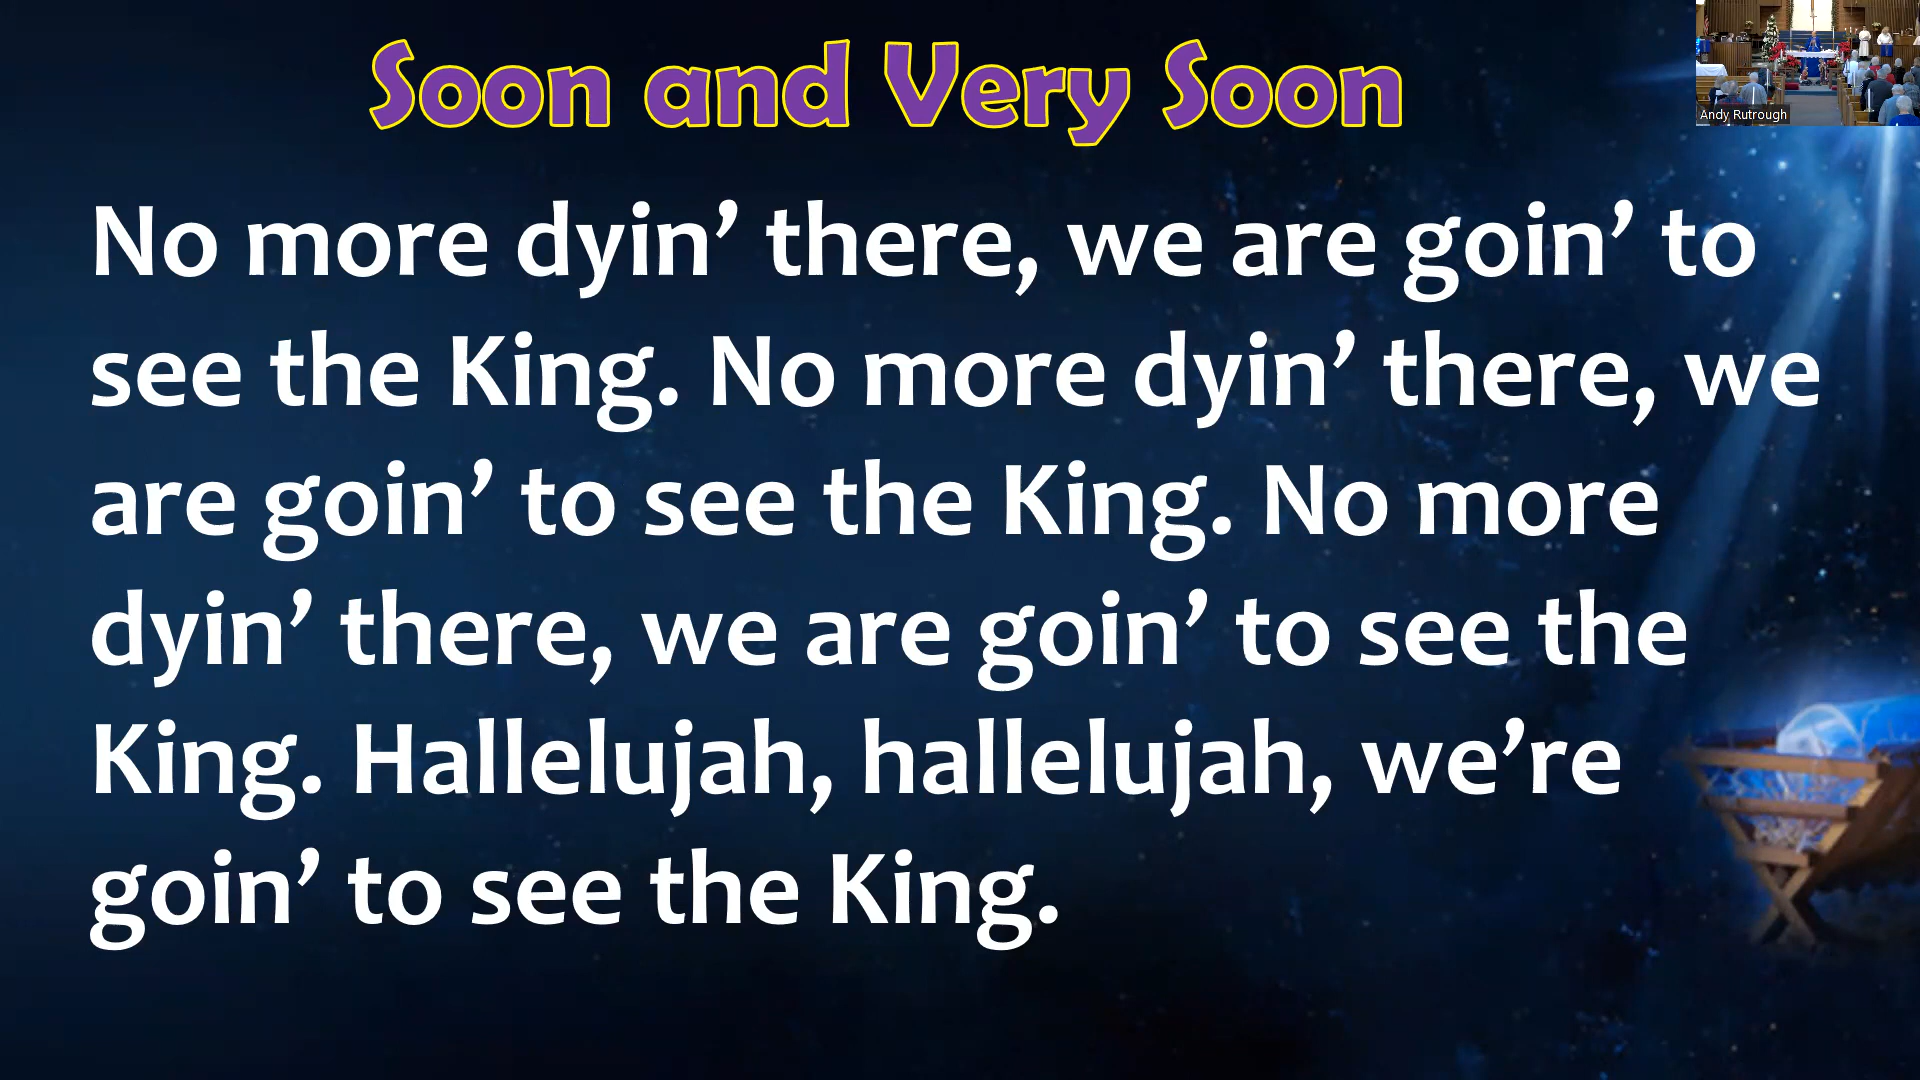 Soon and Very Soon
Andy Rutrough
No more dyin’ there, we are goin’ to
see the King. No more dyin’ there, we
are goin’ to see the King. No more
dyin’ there, we are goin’ to see the
King. Hallelujah, hallelujah, we’re
goin’ to see the King.